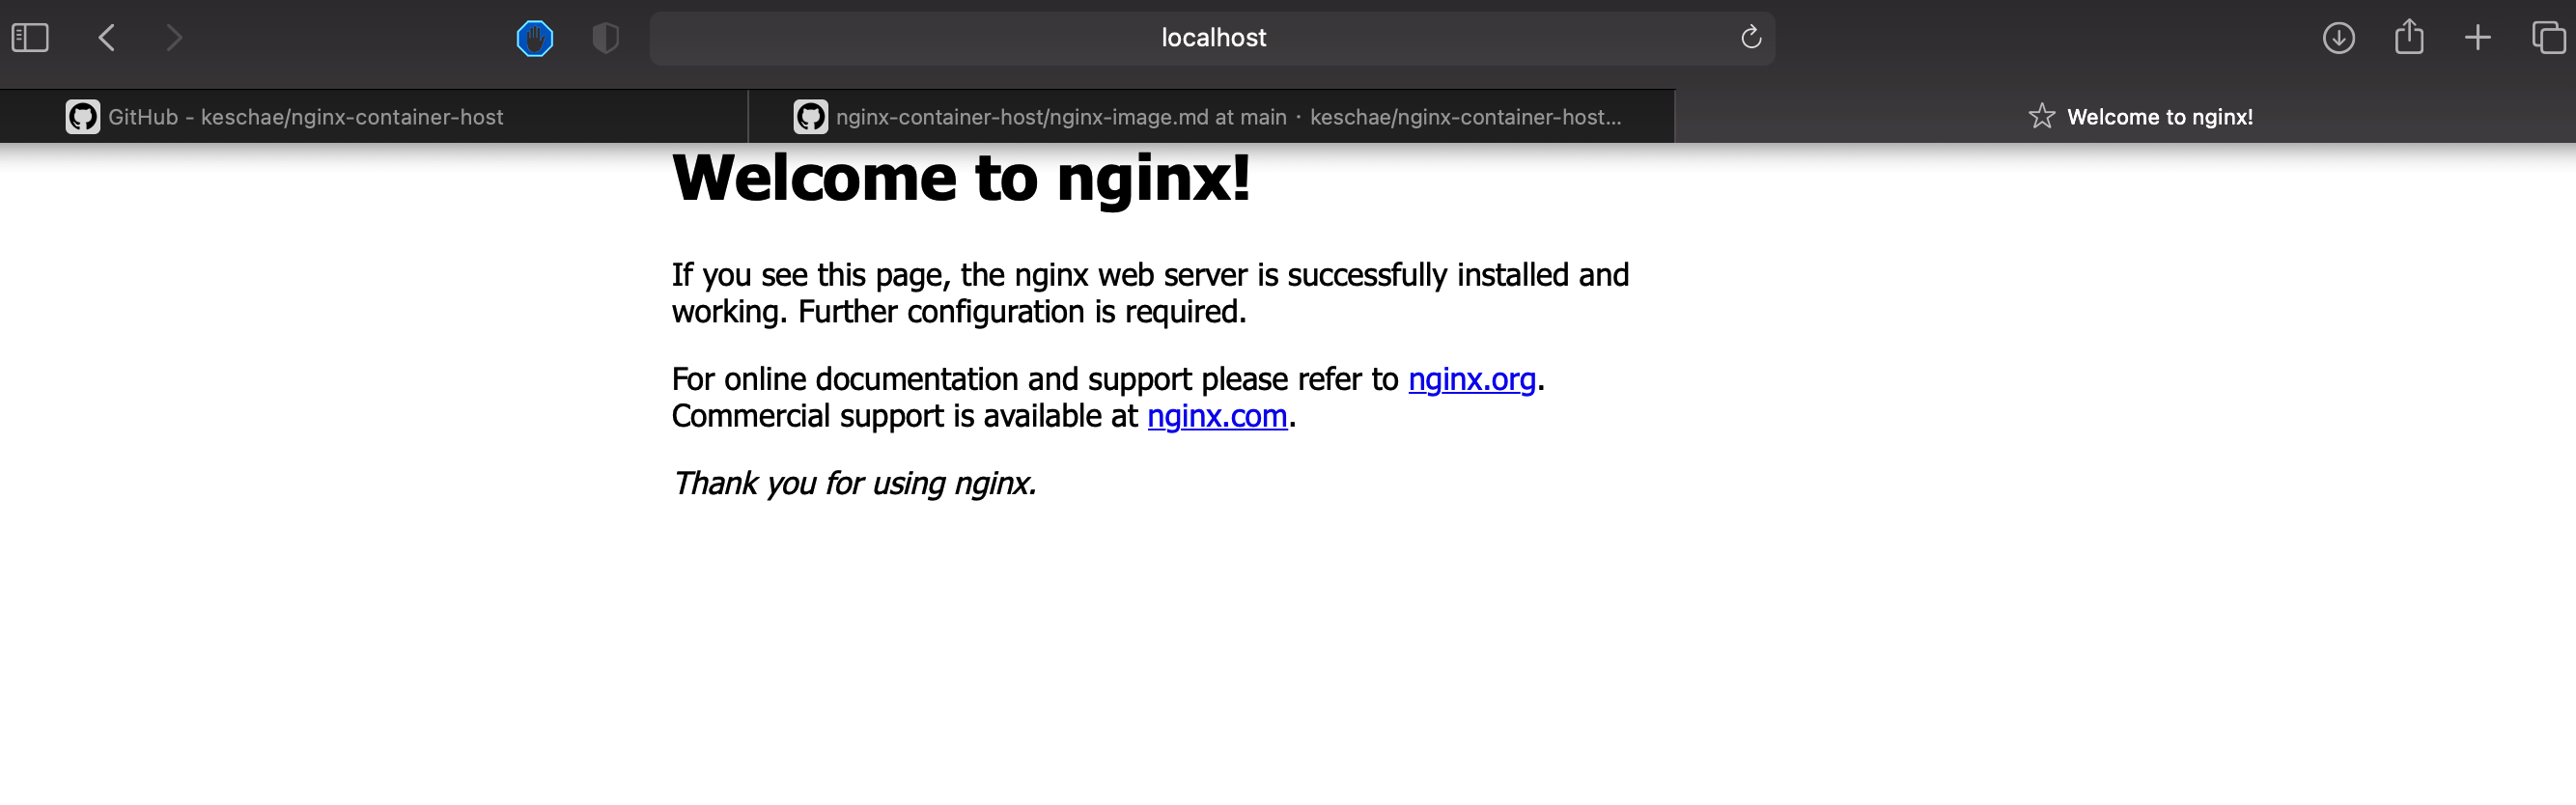 localhost
GitHub - keschae/nginx-container-host
nginx-container-host/nginx-image.md at main · keschae/nginx-container-host...
Welcome to nginx!
Welcome to nginx!
If you see this page, the nginx web server is successfully installed and
working. Further configuration is required.
For online documentation and support please refer to nginx.org.
Commercial support is available at nginx.com.
Thank you for using nginx.